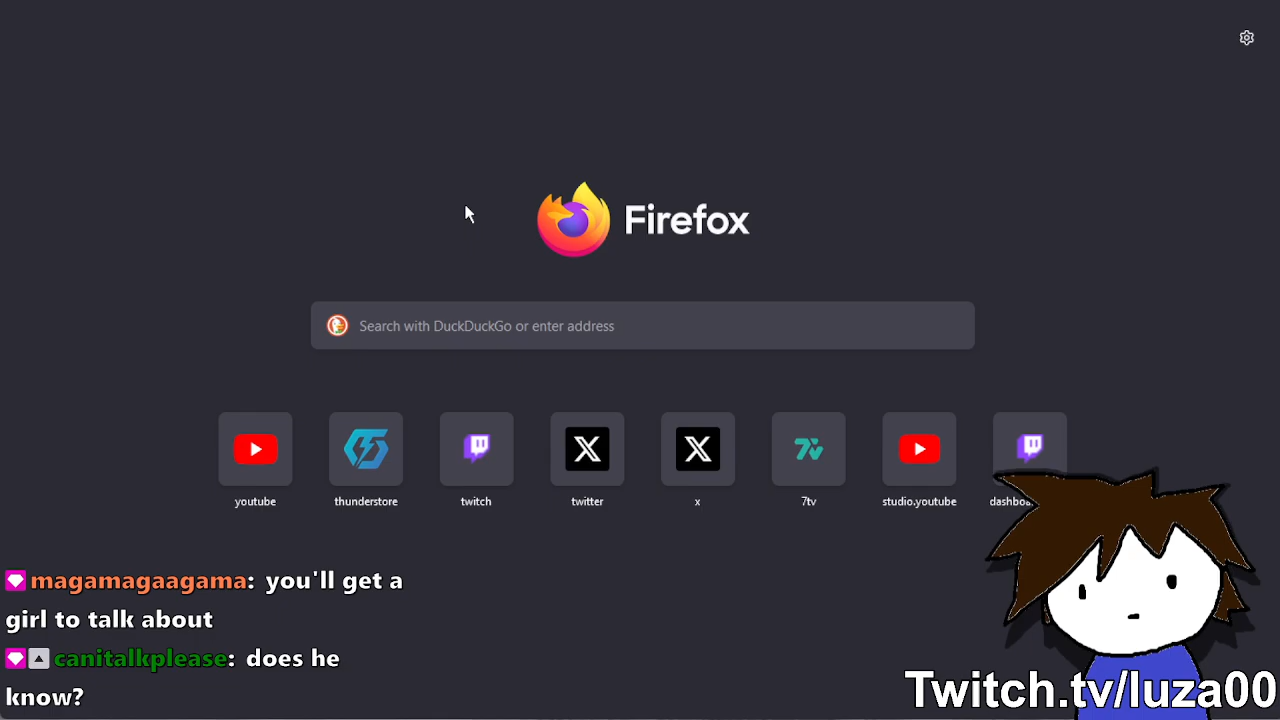 Firefox
Search with DuckDuckGo or enter address
youtube
thunderstore
twitch
twitter
x
7tv
studio.youtube
magamagaagama: you'll get a
girl to talk about
canitalkplease: does he
know?
Twitch.tv/luza00